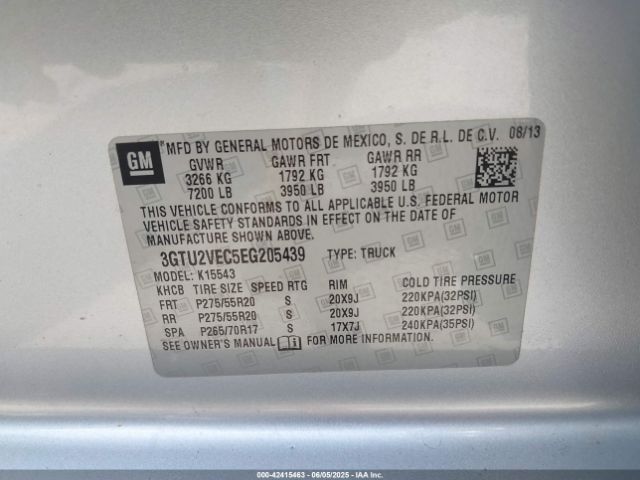 GM
MFD BY GENERAL MOTORS DE MEXICO, S. DE R.L. DE C.V. 08/13
GVWR GAWR FRT GAWR RR
3266 KG 1792 KG 1792 KG
7200 LB 3950 LB 3950 LB
THIS VEHICLE CONFORMS TO ALL APPLICABLE U.S. FEDERAL MOTOR
VEHICLE SAFETY STANDARDS IN EFFECT ON THE DATE OF
MANUFACTURE SHOWN ABOVE.
3GTU2VEC5EG205439 TYPE: TRUCK
MODEL: K15543
KHCB TIRE SIZE SPEED RTG RIM COLD TIRE PRESSURE
FRT P275/55R20 S 20X9J 220KPA(32PSI)
RR P275/55R20 S 20X9J 220KPA(32PSI)
SPA P265/70R17 S 17X7J 240KPA(35PSI)
SEE OWNER'S MANUAL FOR MORE INFORMATION.
000-42415463 - 06/05/2025 - IAAI.COM